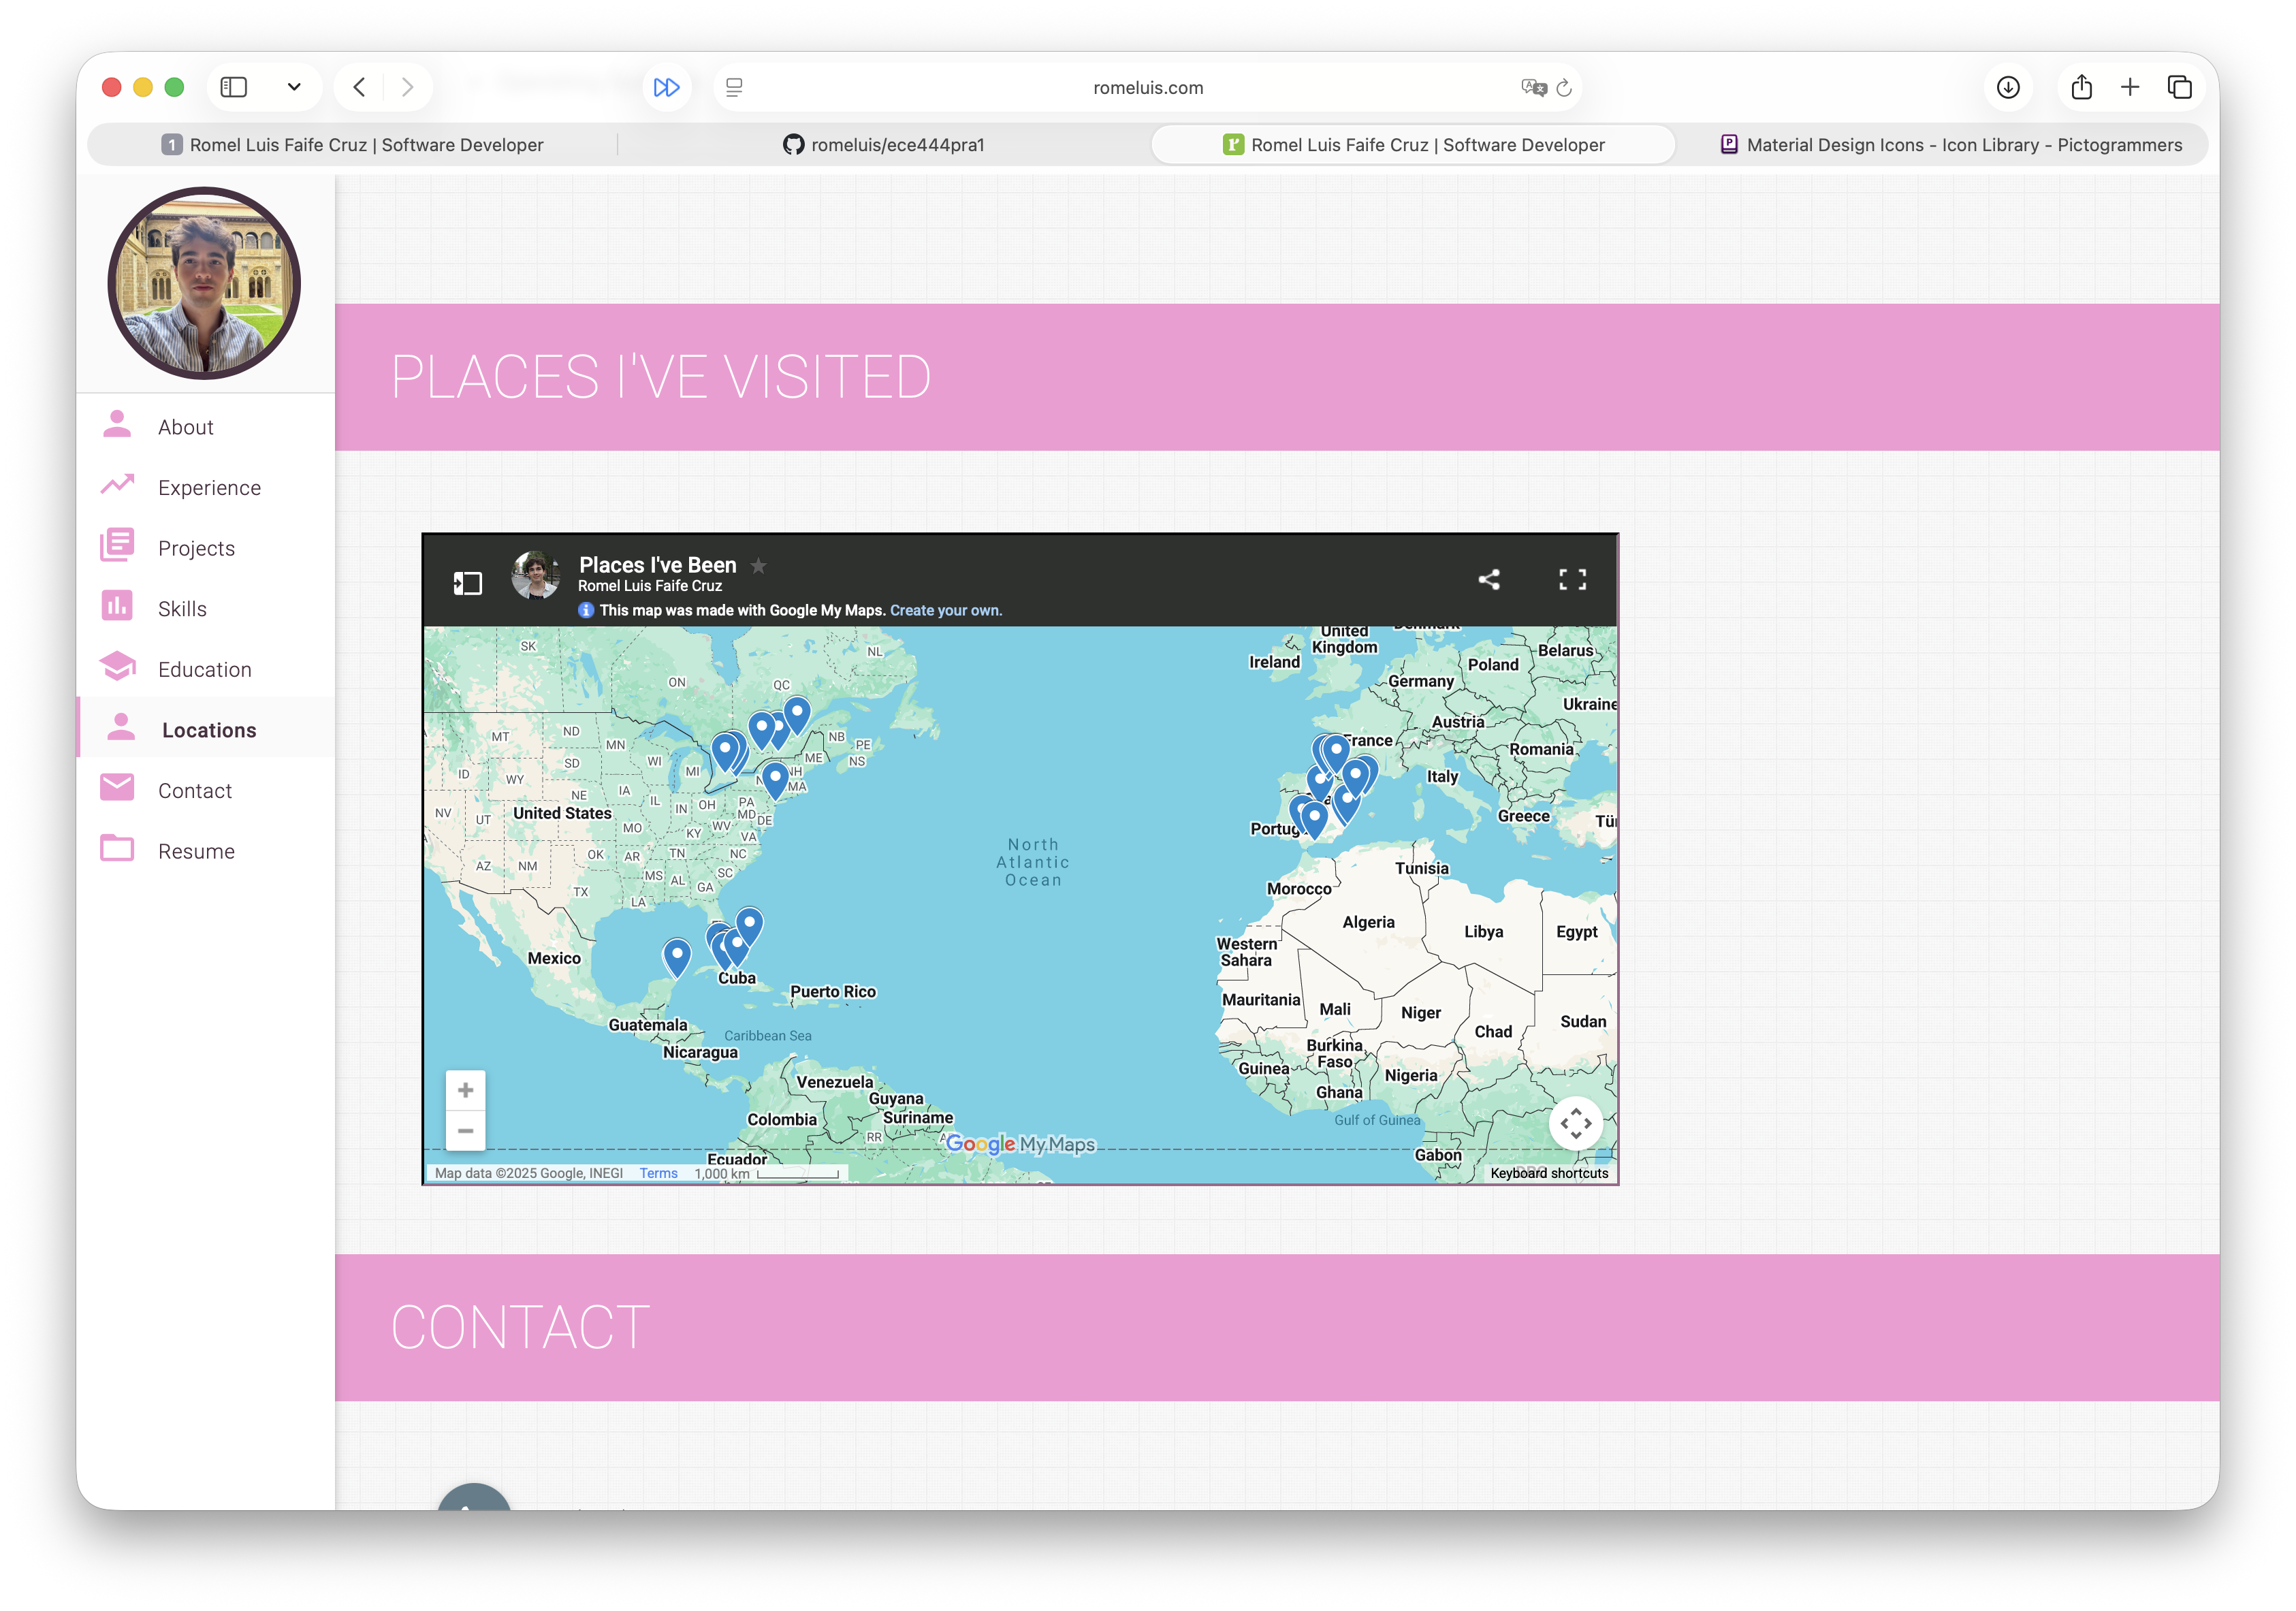 romeluis.com
1 Romel Luis Faife Cruz | Software Developer
romeluis/ece444pra1
r Romel Luis Faife Cruz | Software Developer
P Material Design Icons - Icon Library - Pictogrammers
About
Experience
Projects
Skills
Education
Locations
Contact
Resume
PLACES I'VE VISITED
Places I've Been
Romel Luis Faife Cruz
This map was made with Google My Maps. Create your own.
SK
ON
QC
NL
NB
PE
NS
ME
NH
MA
MT
ND
MN
SD
WI
MI
ID
WY
NE
IA
IL
IN
OH
PA
MD
DE
NV
UT
United States
MO
KY
WV
VA
AZ
NM
OK
AR
TN
NC
SC
MS
AL
GA
TX
LA
Mexico
Cuba
Puerto Rico
Guatemala
Caribbean Sea
Nicaragua
Venezuela
Guyana
Colombia
Suriname
RR
Ecuador
North
Atlantic
Ocean
United
Kingdom
Ireland
Belarus
Poland
Germany
Ukraine
Austria
France
Romania
Italy
Greece
Portug
Tür
Tunisia
Morocco
Algeria
Libya
Egypt
Western
Sahara
Mauritania
Mali
Niger
Chad
Sudan
Burkina
Faso
Guinea
Nigeria
Ghana
Gulf of Guinea
Gabon
Google My Maps
Map data ©2025 Google, INEGI Terms 1,000 km
Keyboard shortcuts
CONTACT